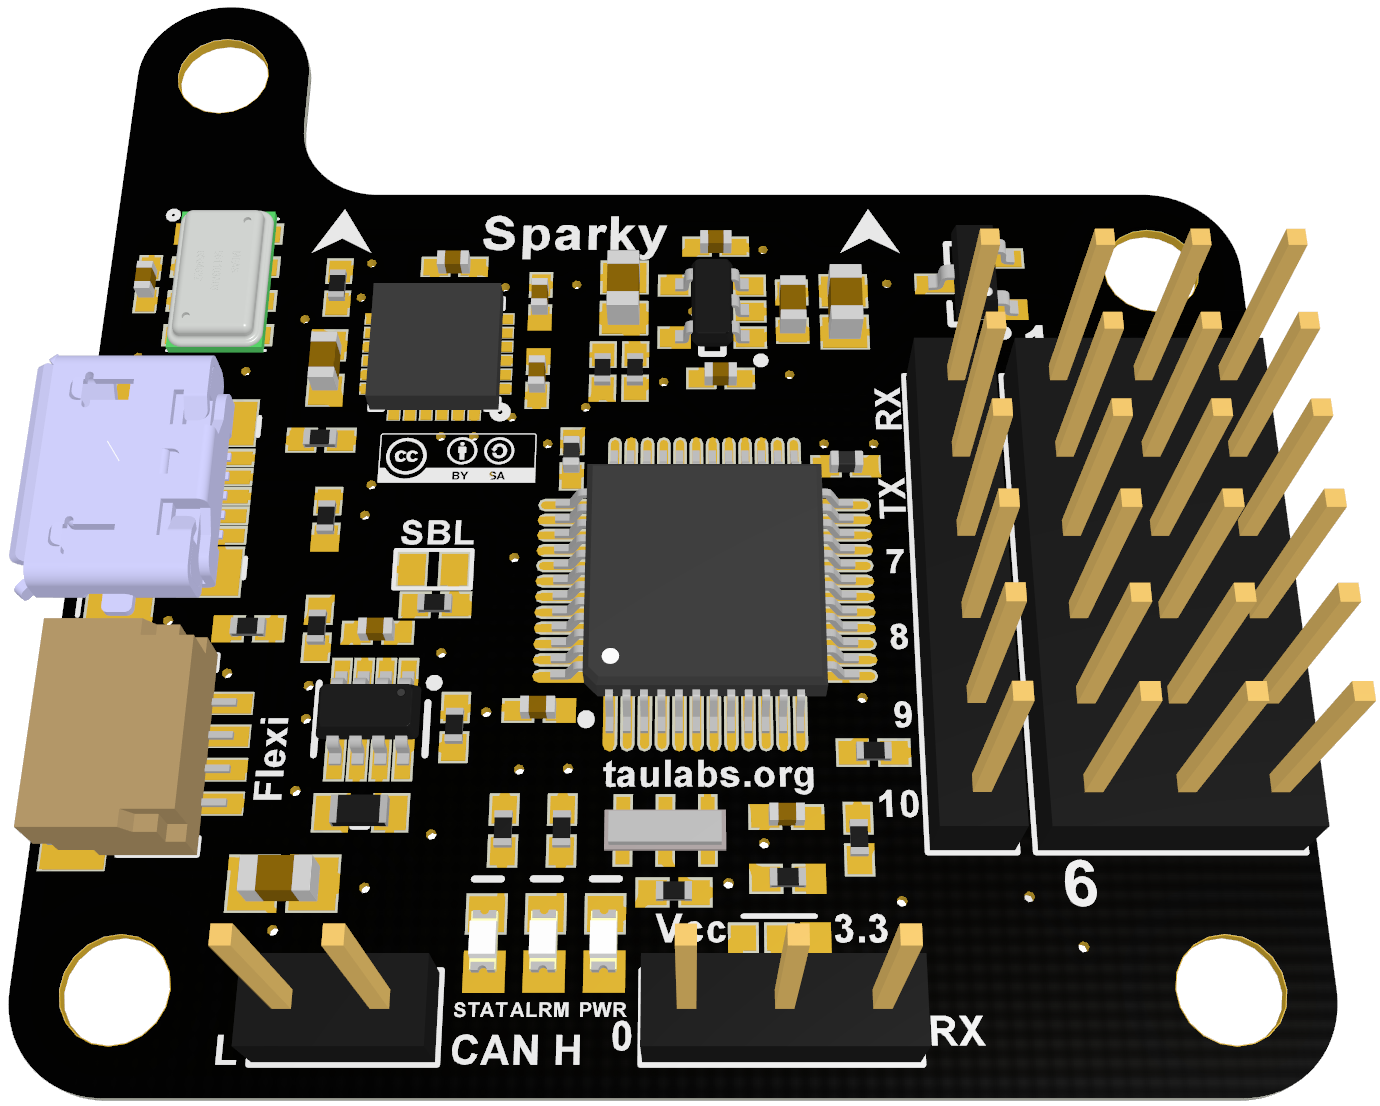 Sparky
1
RX
cc
BY SA
TX
SBL
7
8
Flexi
9
taulabs.org
10
6
Vcc 3.3
STAT ALRM PWR
L CAN H
0 RX